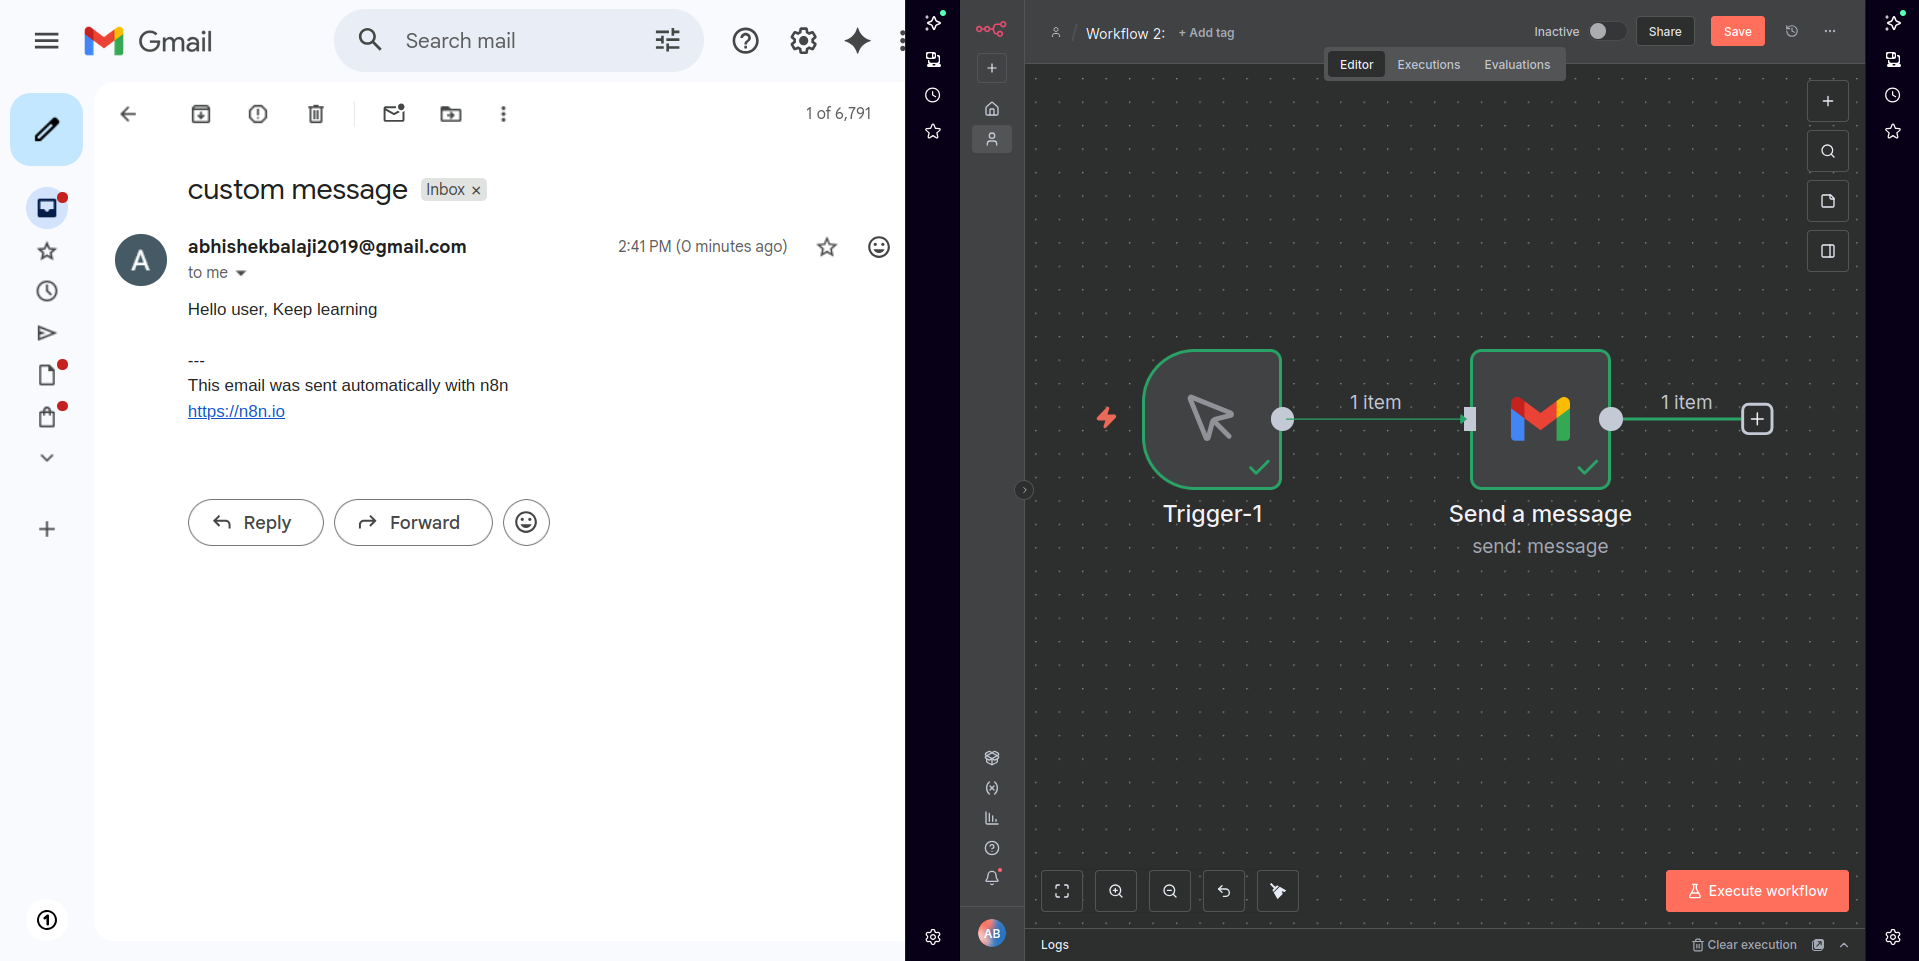 Gmail
Search mail
1 of 6,791
custom message
Inbox ×
A
abhishekbalaji2019@gmail.com
2:41 PM (0 minutes ago)
to me
Hello user, Keep learning
---
This email was sent automatically with n8n
https://n8n.io
Reply
Forward
Workflow 2:
+ Add tag
Inactive
Share
Save
Editor
Executions
Evaluations
1 item
1 item
Trigger-1
Send a message
send: message
Execute workflow
AB
Logs
Clear execution